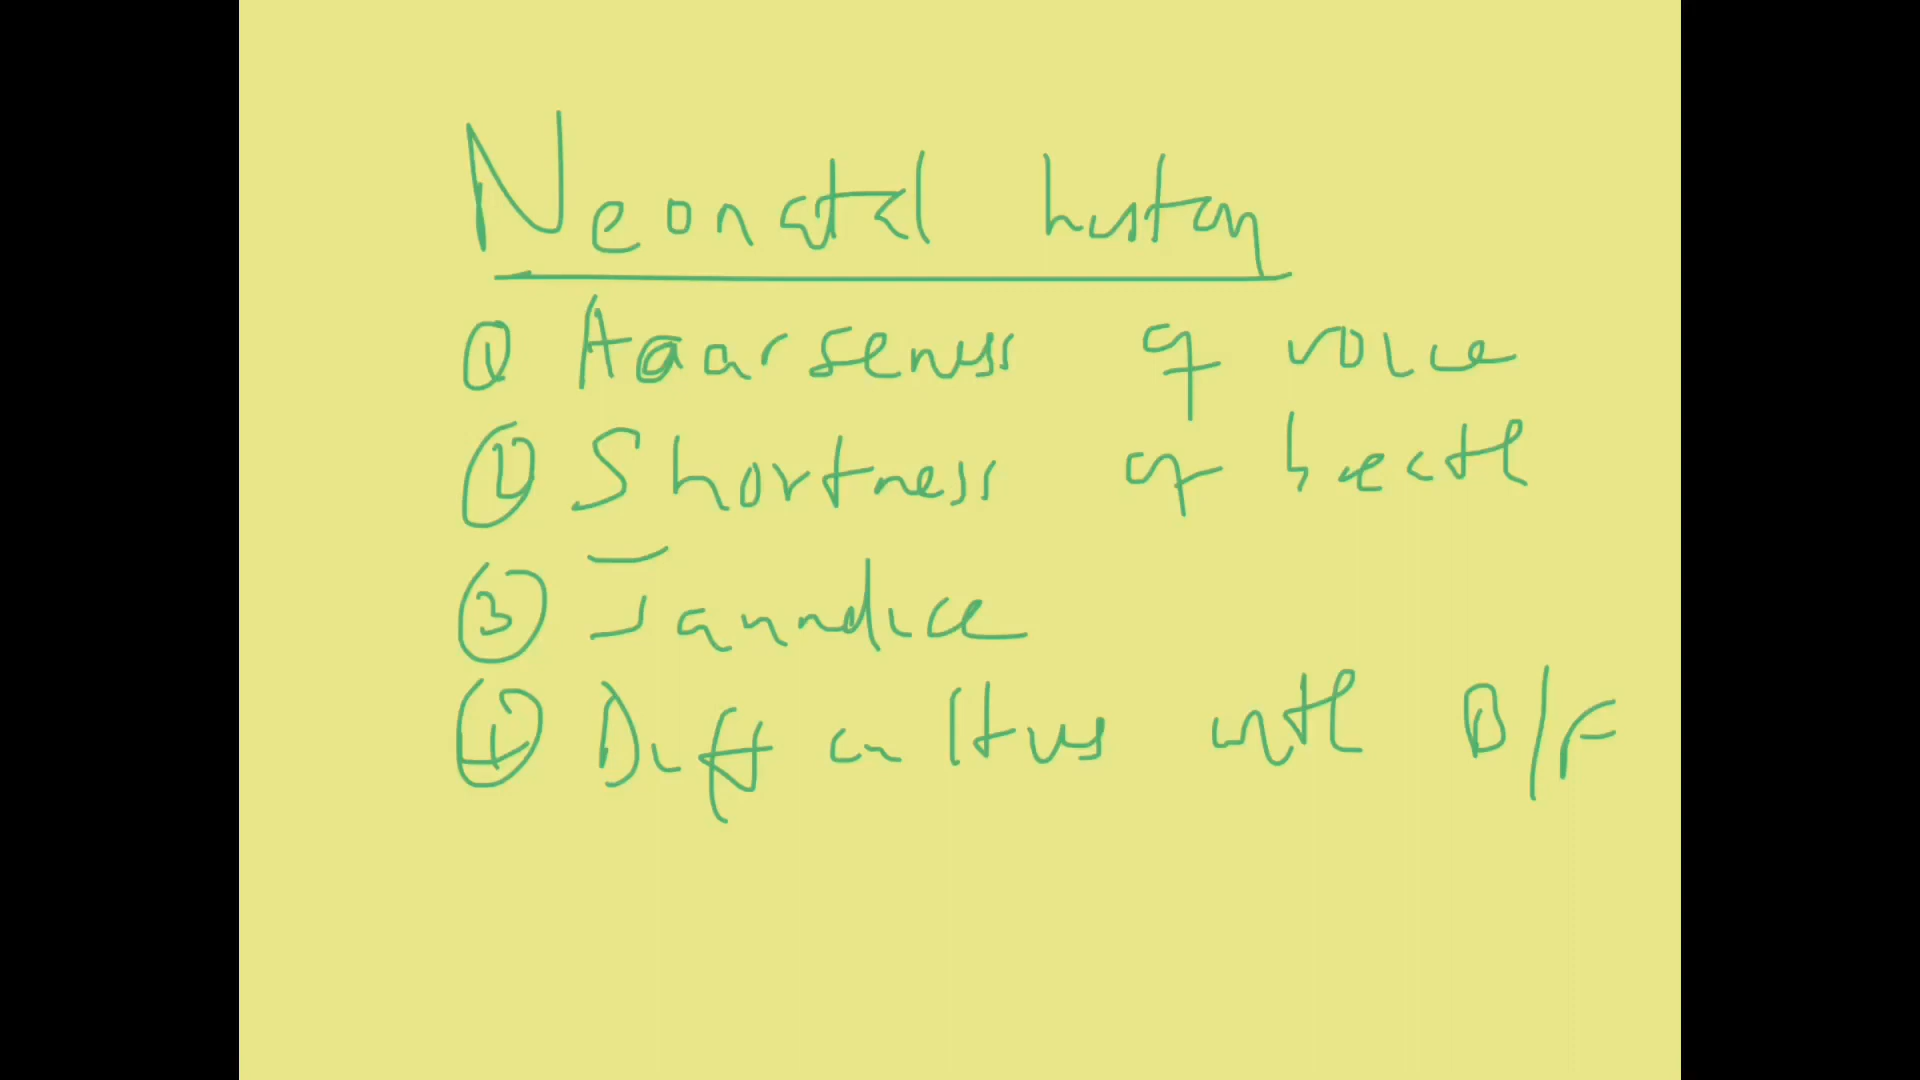 Neonatal history
① Hoarseness of voice
② Shortness of breath
③ Jaundice
④ Difficulties with B/F